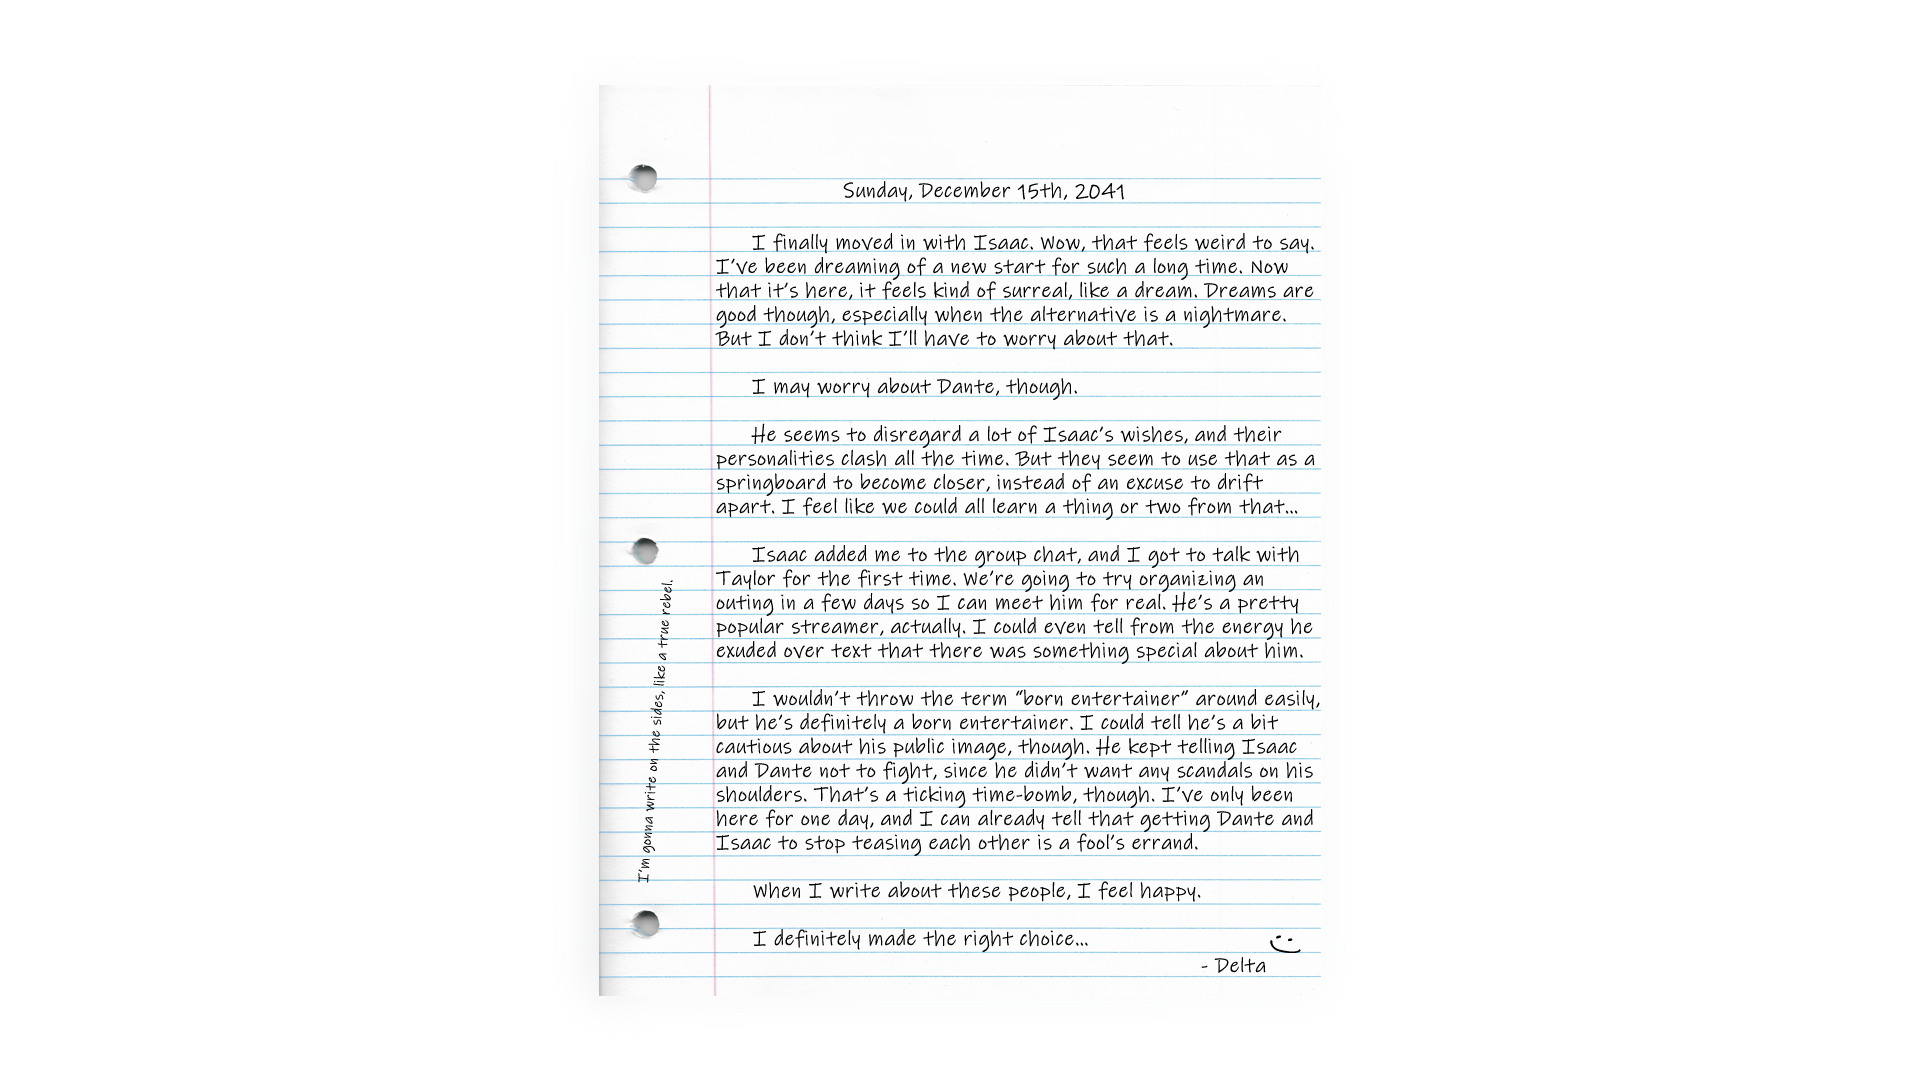 Sunday, December 15th, 2041
I finally moved in with Isaac. Wow, that feels weird to say.
I've been dreaming of a new start for such a long time. Now
that it's here, it feels kind of surreal, like a dream. Dreams are
good though, especially when the alternative is a nightmare.
But I don't think I'll have to worry about that.
I may worry about Dante, though.
He seems to disregard a lot of Isaac's wishes, and their
personalities clash all the time. But they seem to use that as a
springboard to become closer, instead of an excuse to drift
apart. I feel like we could all learn a thing or two from that...
Isaac added me to the group chat, and I got to talk with
Taylor for the first time. We're going to try organizing an
outing in a few days so I can meet him for real. He's a pretty
popular streamer, actually. I could even tell from the energy he
exuded over text that there was something special about him.
I wouldn't throw the term "born entertainer" around easily,
but he's definitely a born entertainer. I could tell he's a bit
cautious about his public image, though. He kept telling Isaac
and Dante not to fight, since he didn't want any scandals on his
shoulders. That's a ticking time-bomb, though. I've only been
here for one day, and I can already tell that getting Dante and
Isaac to stop teasing each other is a fool's errand.
When I write about these people, I feel happy.
I definitely made the right choice...
- Delta
I'm gonna write on the sides, like a true rebel.